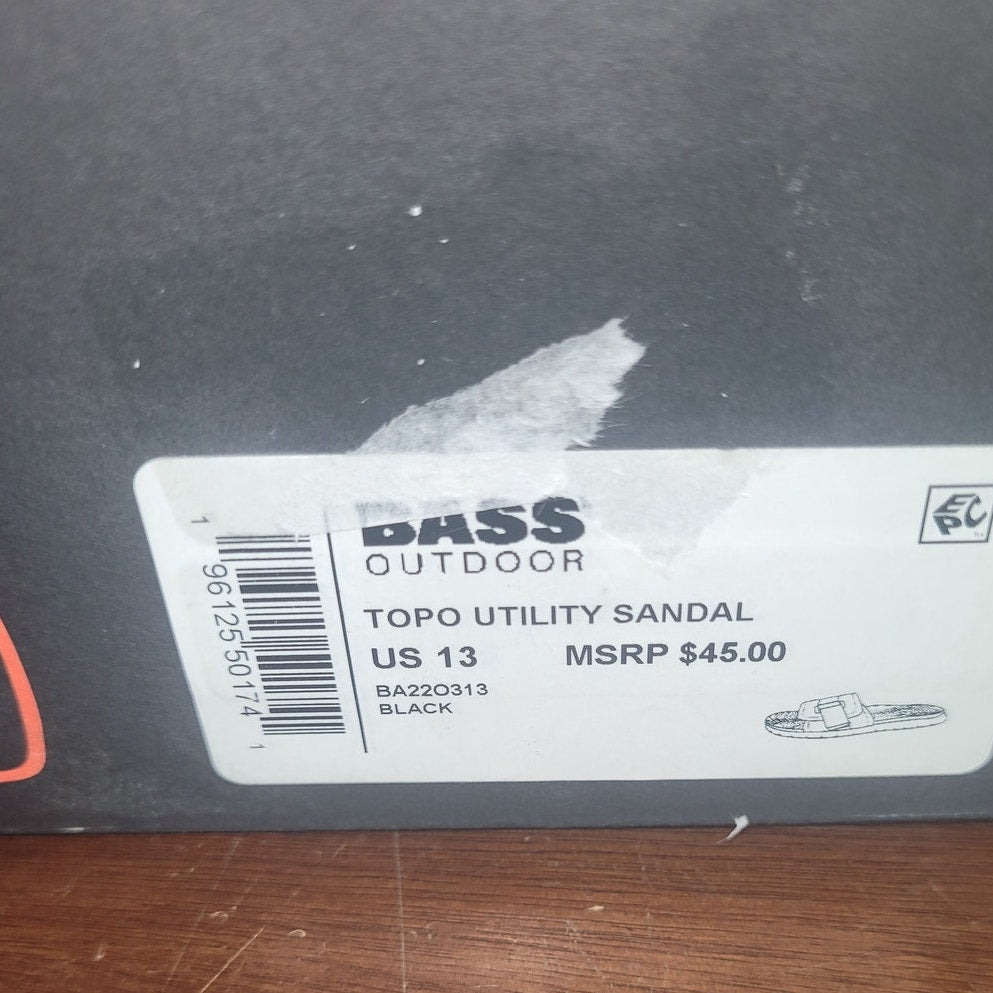 BASS
OUTDOOR
TOPO UTILITY SANDAL
US 13 MSRP $45.00
BA22O313
BLACK
1 96125 50174 1
EPC